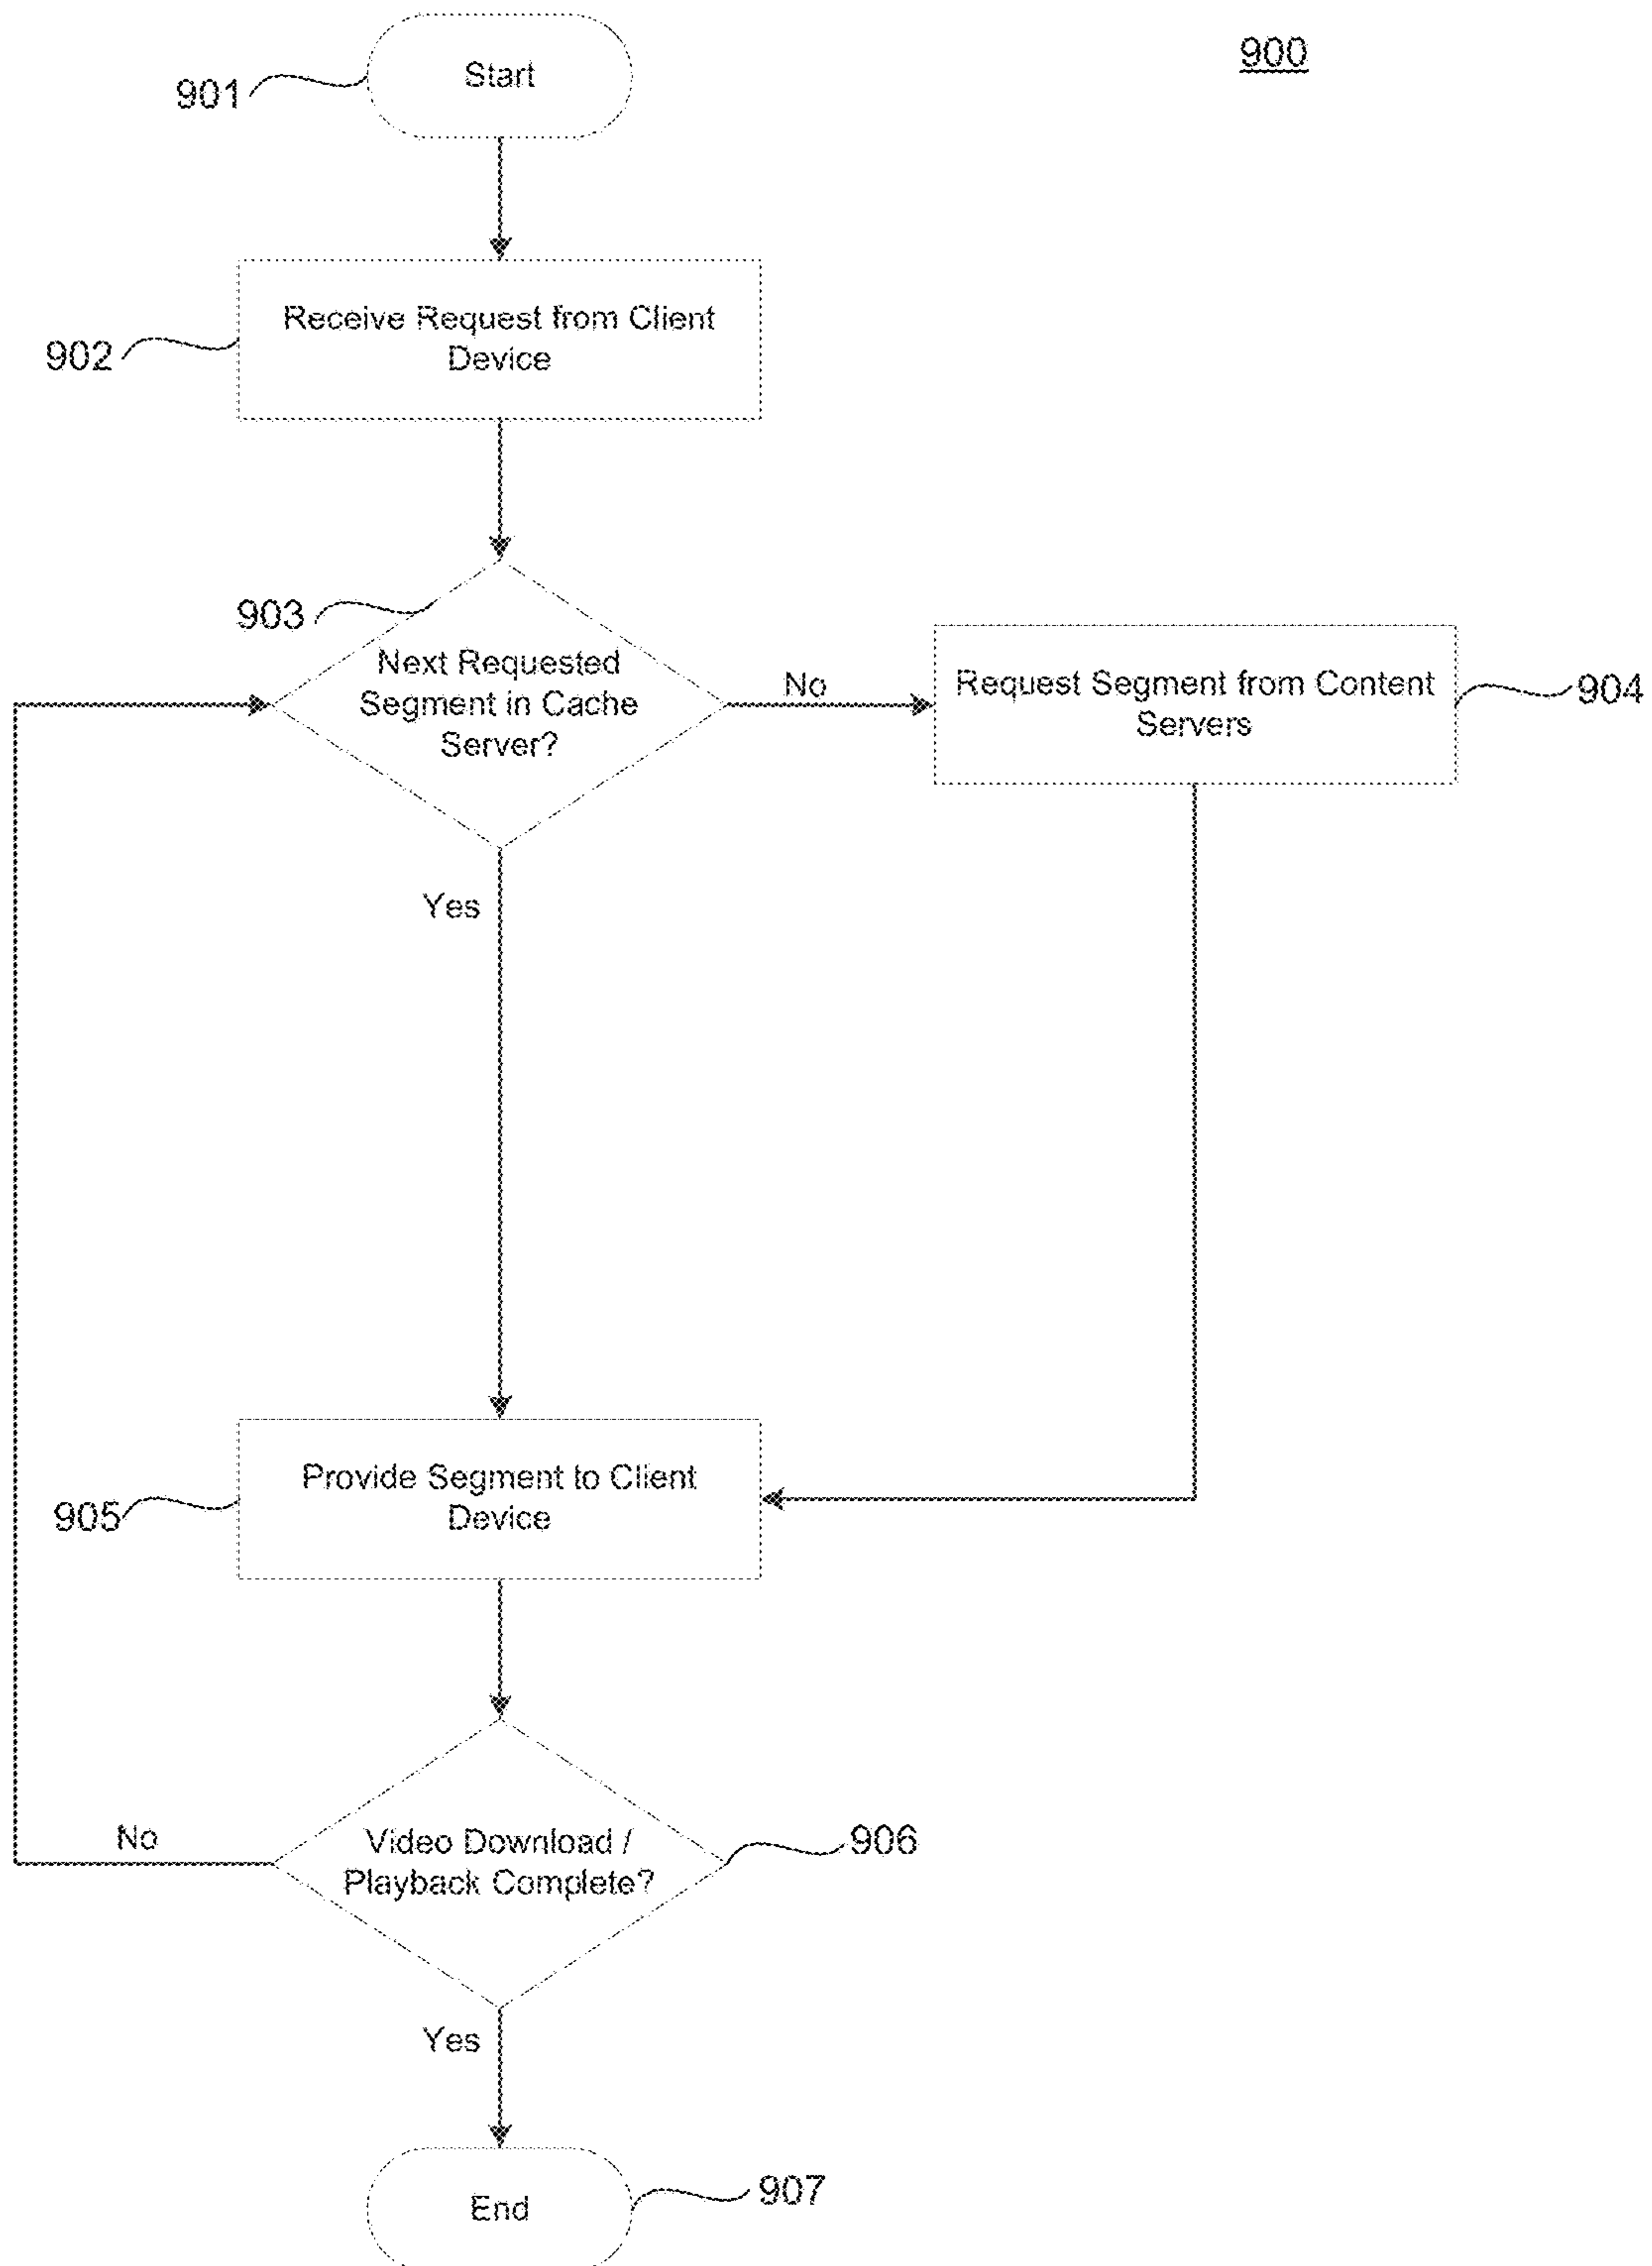 900
901
Start
902
Receive Request from Client
Device
903
Next Requested
Segment in Cache
Server?
No
Request Segment from Content
Servers
904
Yes
905
Provide Segment to Client
Device
No
Video Download /
Playback Complete?
906
Yes
End
907